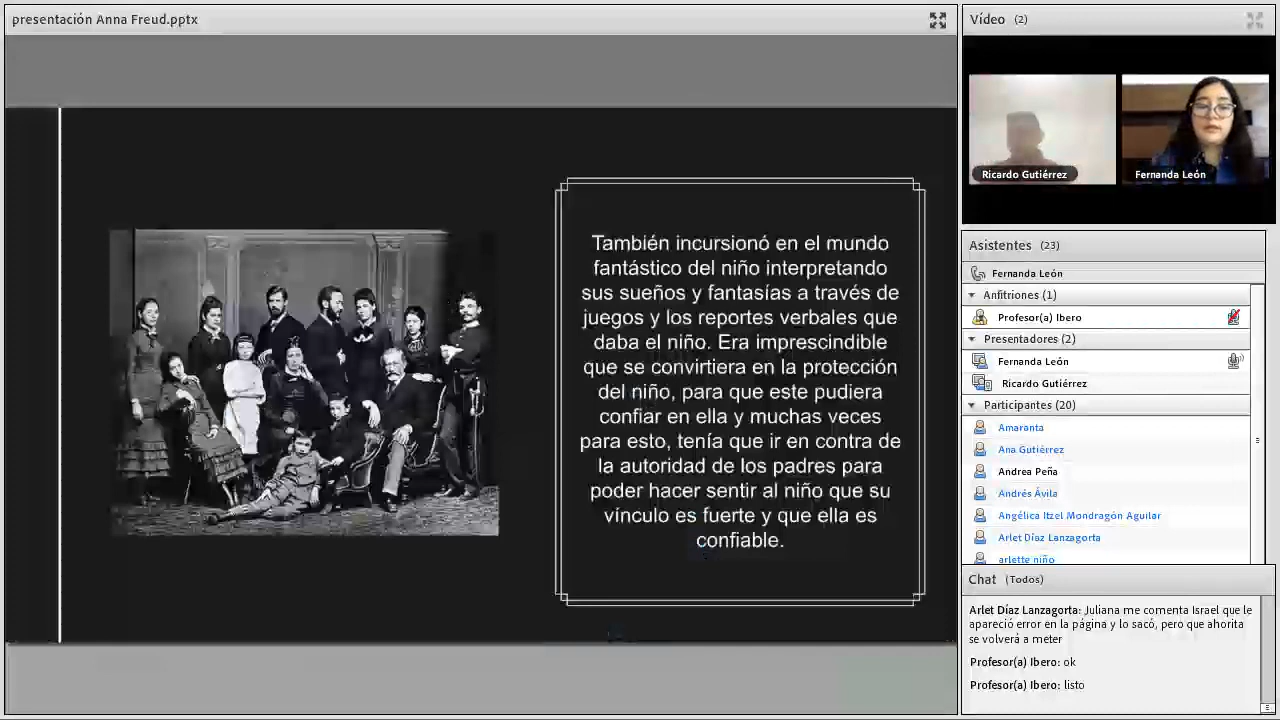 presentación Anna Freud.pptx
También incursionó en el mundo
fantástico del niño interpretando
sus sueños y fantasías a través de
juegos y los reportes verbales que
daba el niño. Era imprescindible
que se convirtiera en la protección
del niño, para que este pudiera
confiar en ella y muchas veces
para esto, tenía que ir en contra de
la autoridad de los padres para
poder hacer sentir al niño que su
vínculo es fuerte y que ella es
confiable.
Vídeo (2)
Ricardo Gutiérrez
Fernanda León
Asistentes (23)
Fernanda León
Anfitriones (1)
Profesor(a) Ibero
Presentadores (2)
Fernanda León
Ricardo Gutiérrez
Participantes (20)
Amaranta
Ana Gutiérrez
Andrea Peña
Andrés Ávila
Angélica Itzel Mondragón Aguilar
Arlet Díaz Lanzagorta
arlette niño
Chat (Todos)
Arlet Díaz Lanzagorta: Juliana me comenta Israel que le
apareció error en la página y lo sacó, pero que ahorita
se volverá a meter
Profesor(a) Ibero: ok
Profesor(a) Ibero: listo